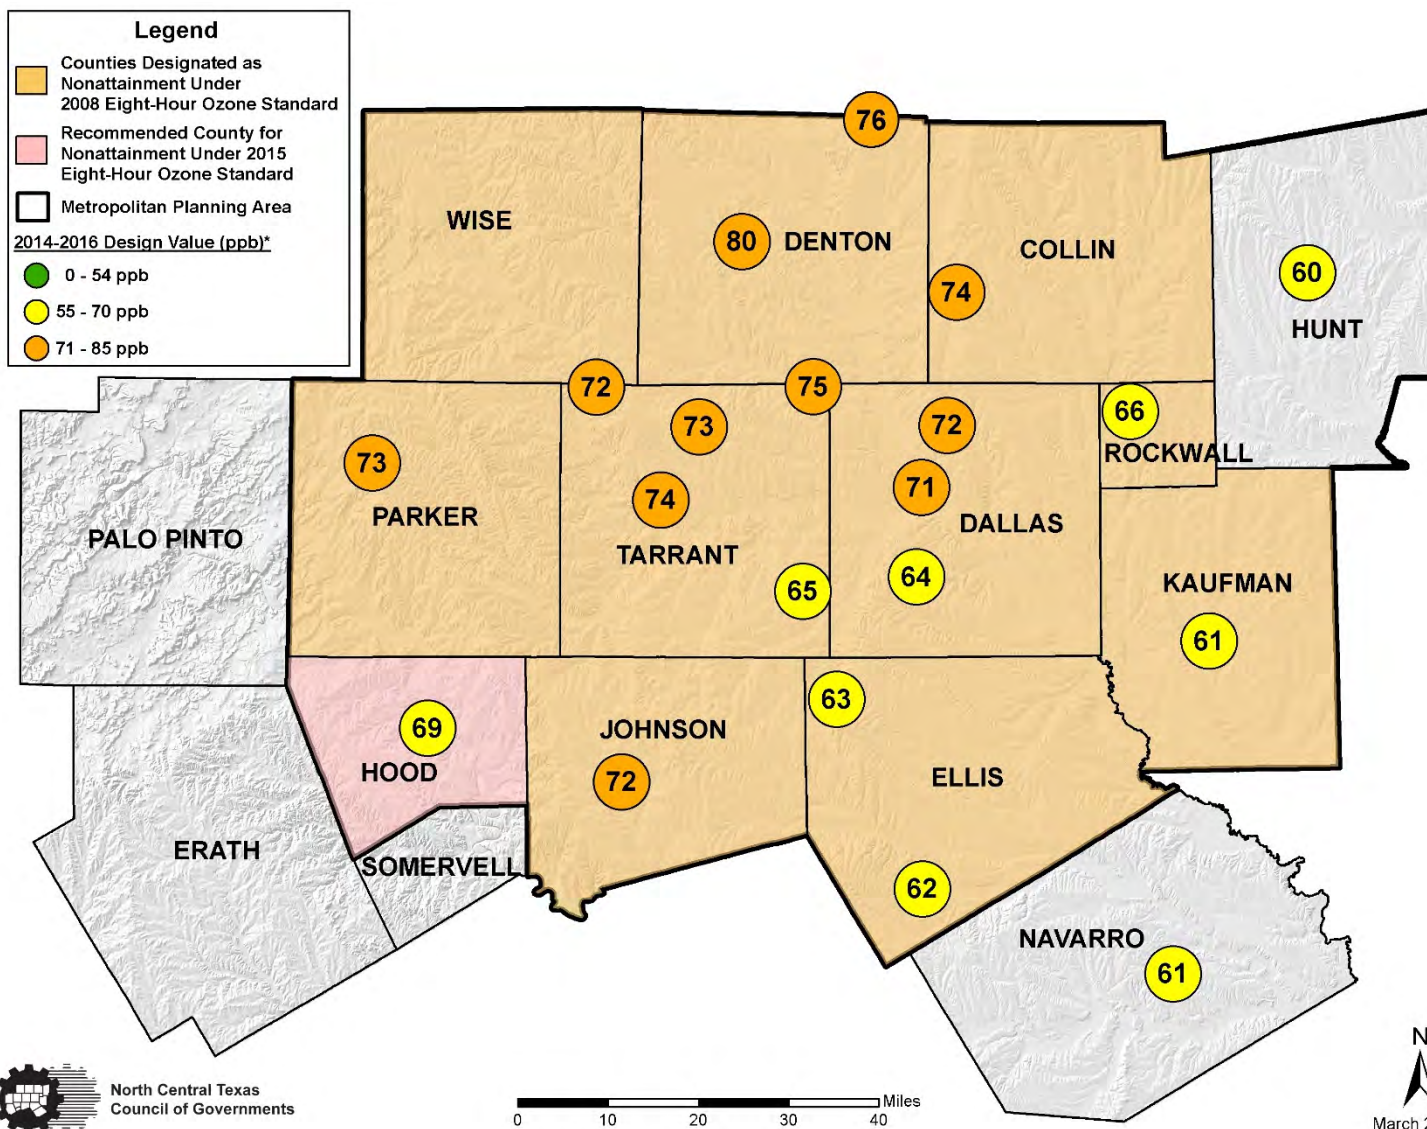 Legend
Counties Designated as
Nonattainment Under
2008 Eight-Hour Ozone Standard
Recommended County for
Nonattainment Under 2015
Eight-Hour Ozone Standard
Metropolitan Planning Area
2014-2016 Design Value (ppb)*
0 - 54 ppb
55 - 70 ppb
71 - 85 ppb
76
WISE
80 DENTON
COLLIN
74
60
HUNT
72
75
73
72
66
ROCKWALL
73
PARKER
74
71
DALLAS
PALO PINTO
TARRANT
65
64
KAUFMAN
61
69
HOOD
JOHNSON
72
63
ELLIS
ERATH
SOMERVELL
62
NAVARRO
61
North Central Texas
Council of Governments
Miles
0 10 20 30 40
N
March 2